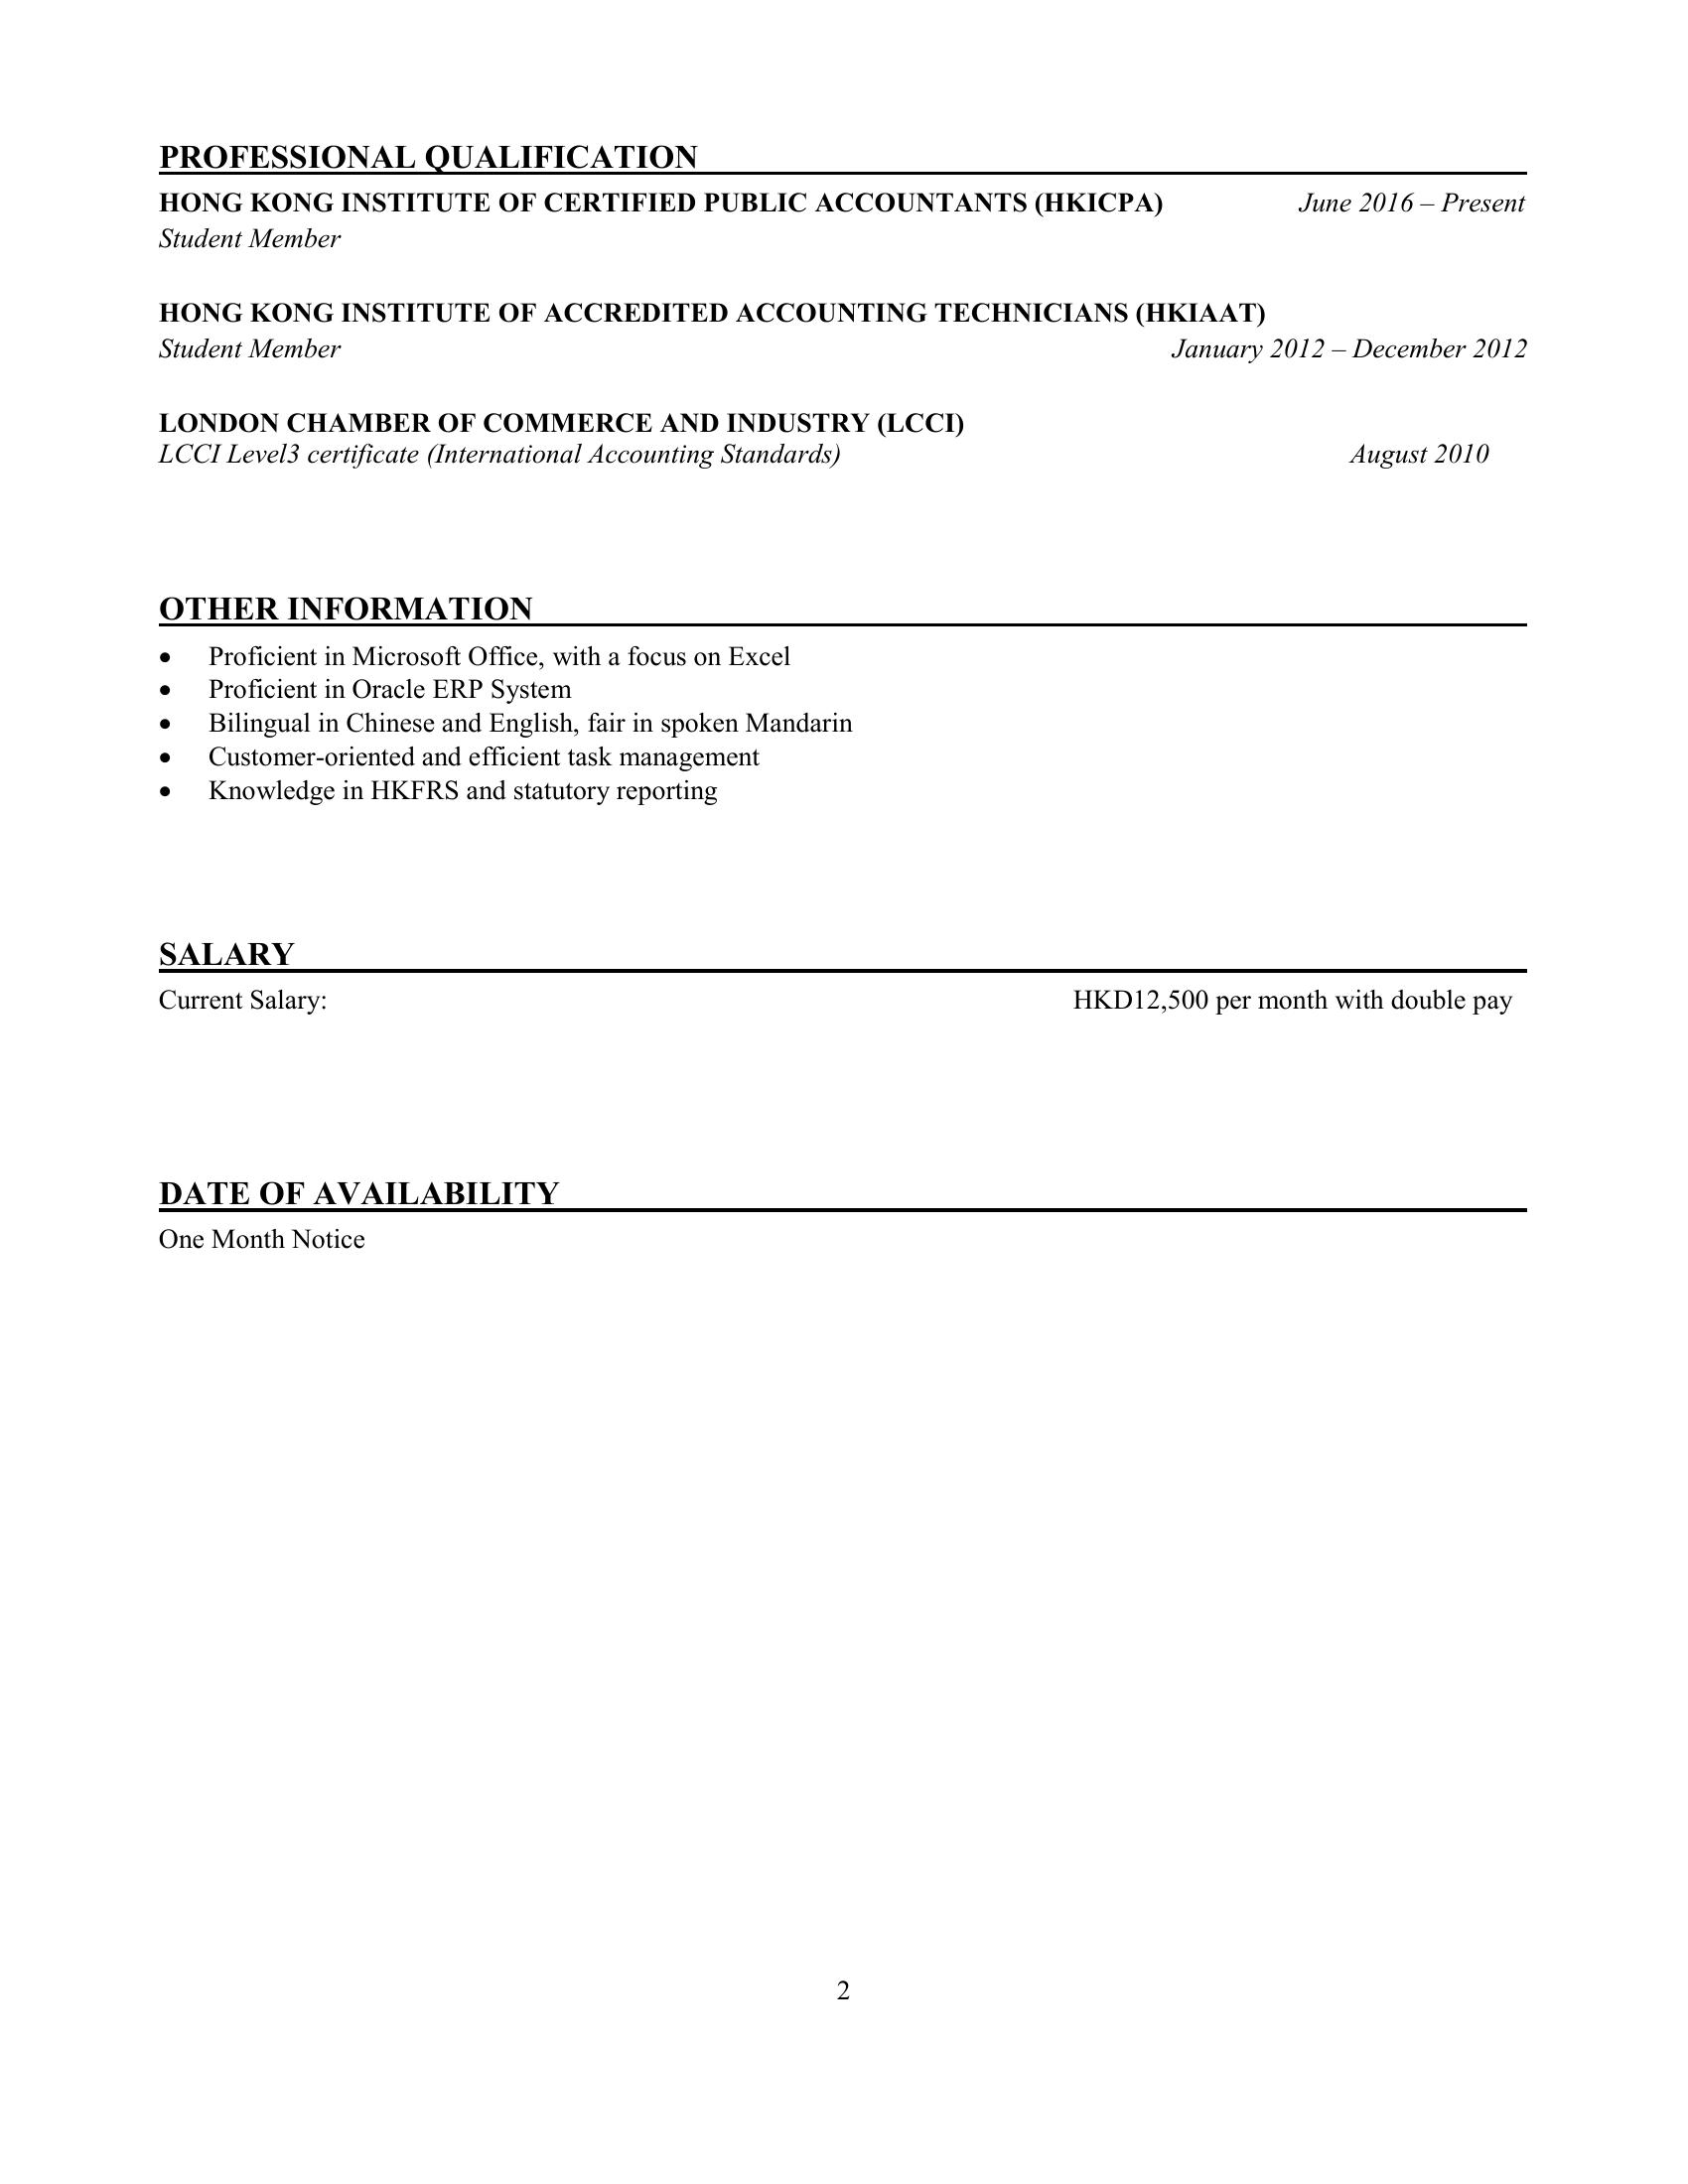 PROFESSIONAL QUALIFICATION
HONG KONG INSTITUTE OF CERTIFIED PUBLIC ACCOUNTANTS (HKICPA) June 2016 – Present
Student Member
HONG KONG INSTITUTE OF ACCREDITED ACCOUNTING TECHNICIANS (HKIAAT)
Student Member January 2012 – December 2012
LONDON CHAMBER OF COMMERCE AND INDUSTRY (LCCI)
LCCI Level3 certificate (International Accounting Standards) August 2010
OTHER INFORMATION
• Proficient in Microsoft Office, with a focus on Excel
• Proficient in Oracle ERP System
• Bilingual in Chinese and English, fair in spoken Mandarin
• Customer-oriented and efficient task management
• Knowledge in HKFRS and statutory reporting
SALARY
Current Salary: HKD12,500 per month with double pay
DATE OF AVAILABILITY
One Month Notice
2